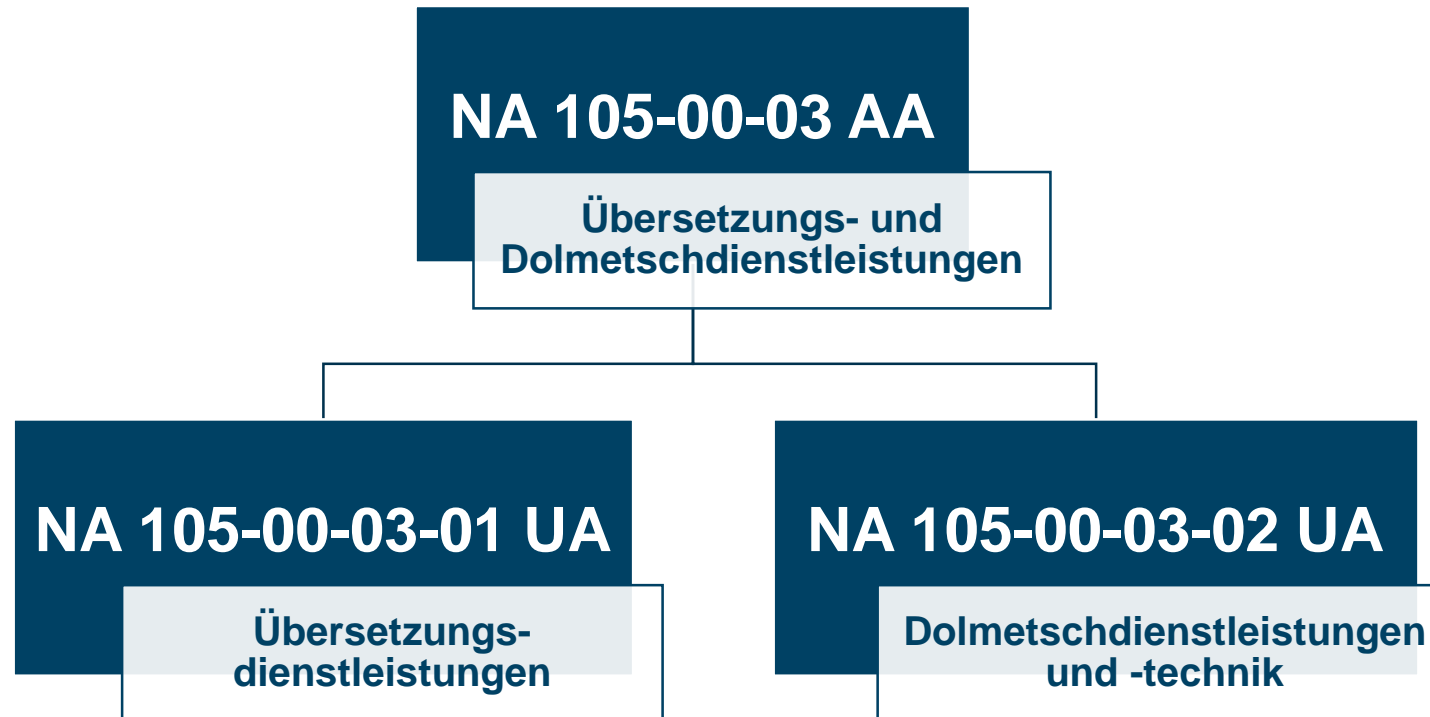 NA 105-00-03 AA
Übersetzungs- und
Dolmetschdienstleistungen
NA 105-00-03-01 UA
Übersetzungs-
dienstleistungen
NA 105-00-03-02 UA
Dolmetschdienstleistungen
und -technik